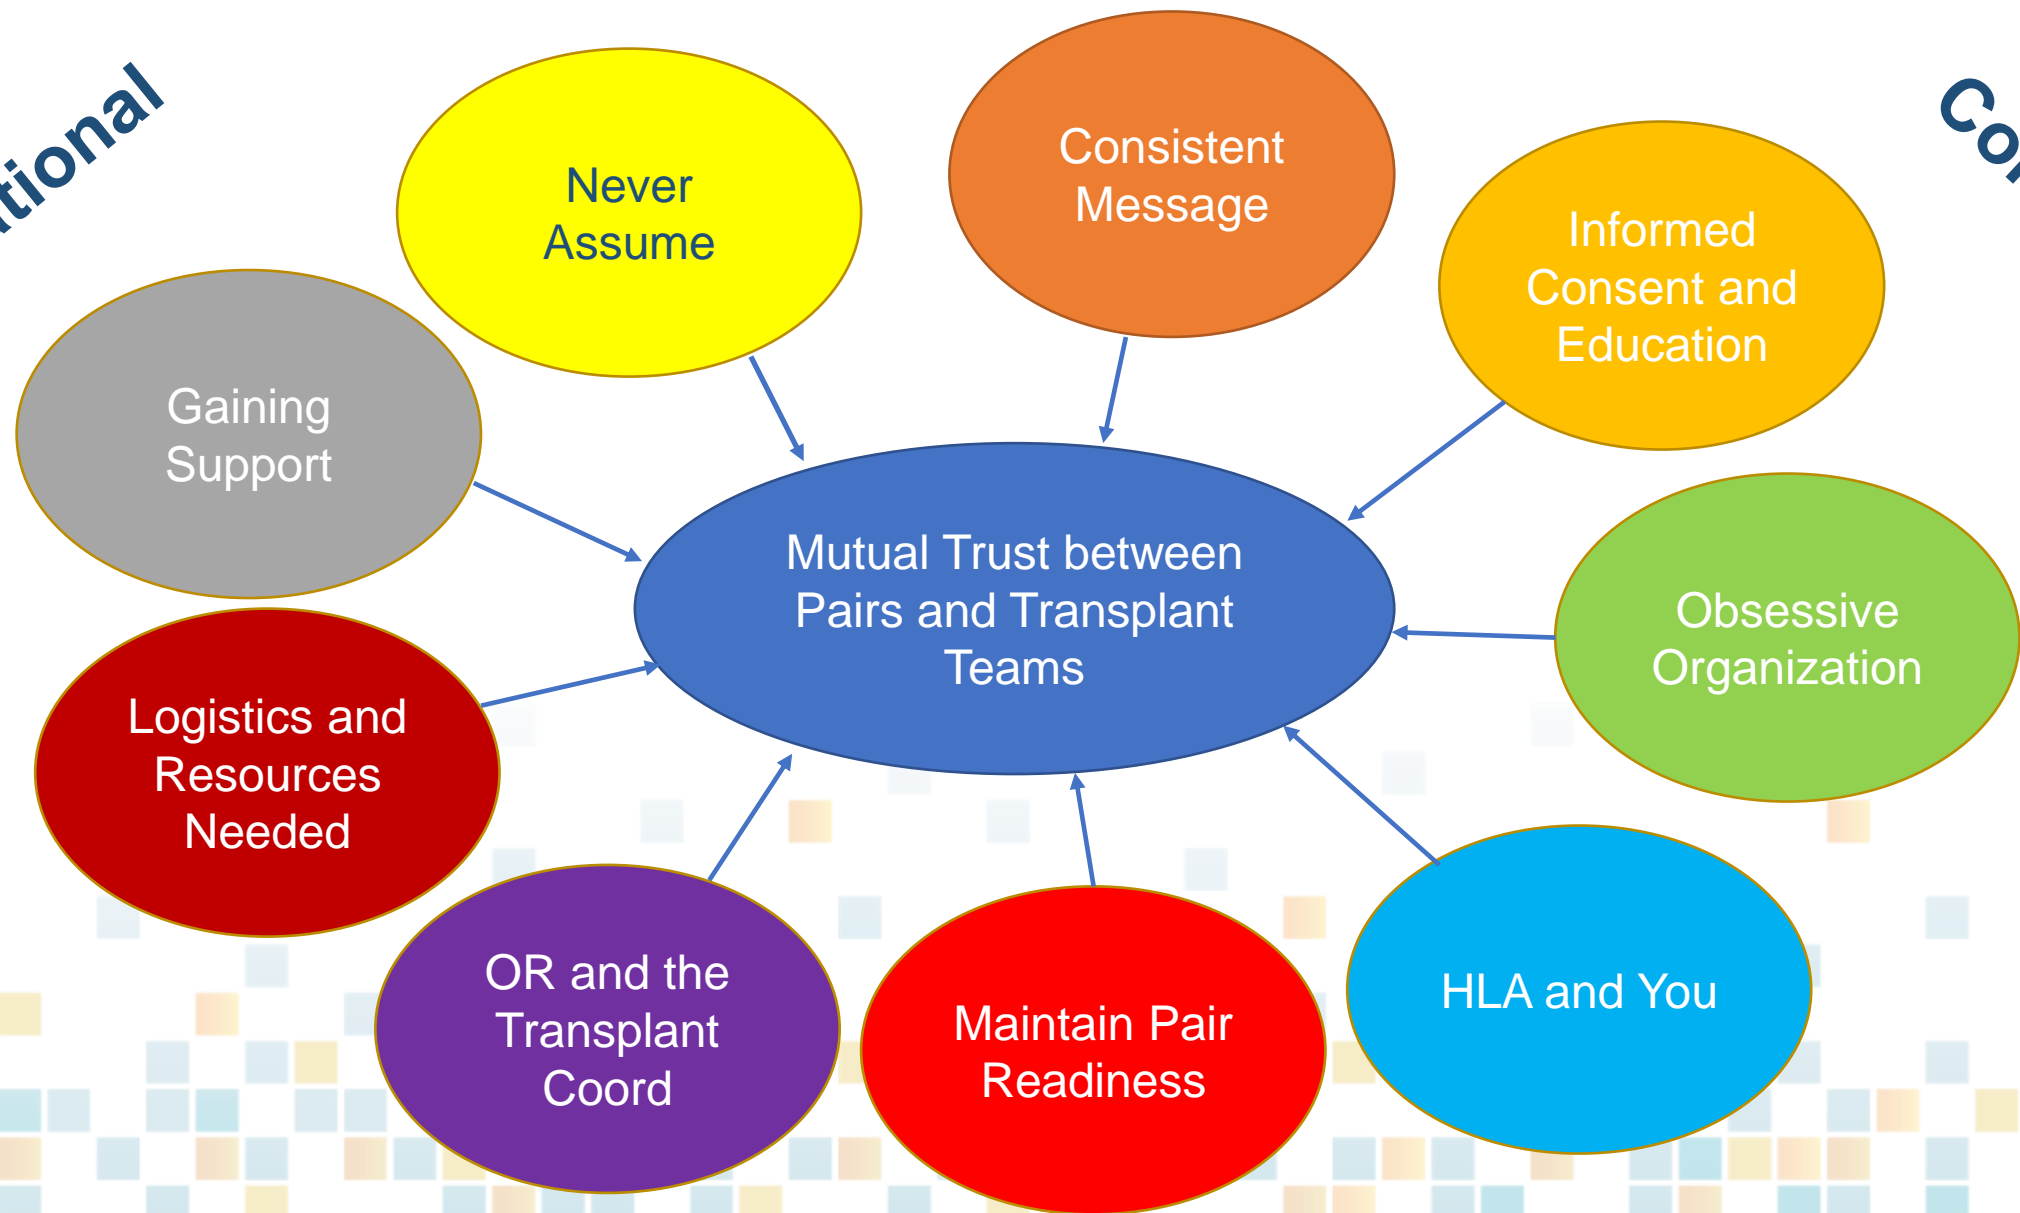 Never
Assume
Consistent
Message
Informed
Consent and
Education
Gaining
Support
Mutual Trust between
Pairs and Transplant
Teams
Obsessive
Organization
Logistics and
Resources
Needed
OR and the
Transplant
Coord
Maintain Pair
Readiness
HLA and You